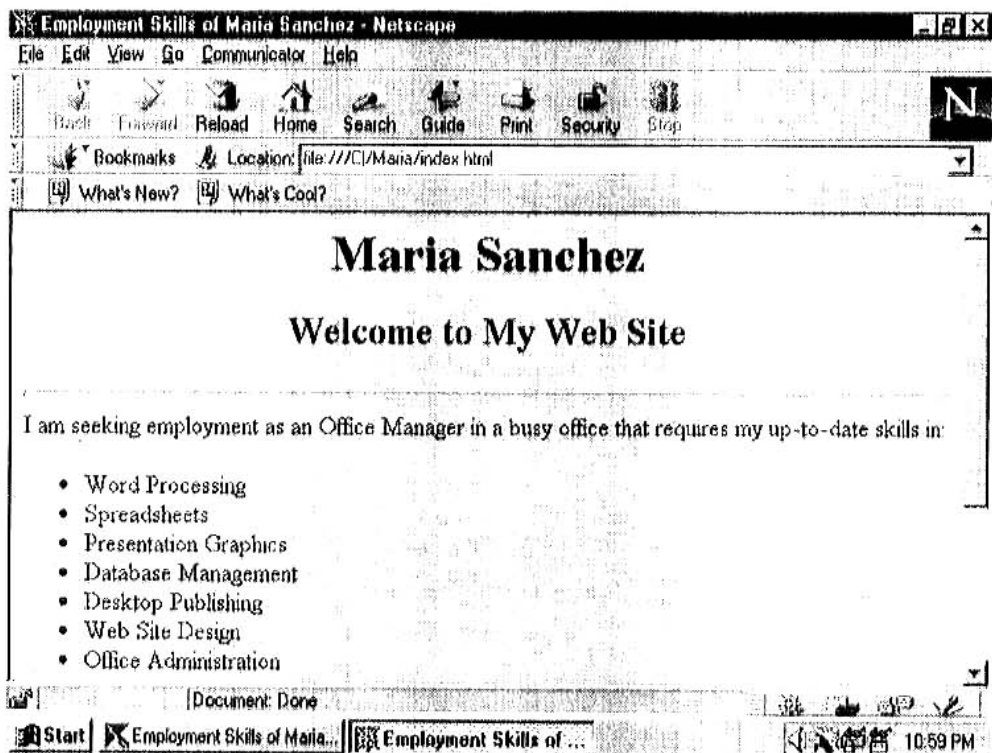 Employment Skills of Maria Sanchez - Netscape
File Edit View Go Communicator Help
Back Forward Reload Home Search Guide Print Security Stop
N
Bookmarks Location: file:///C|/Maria/index.html
What's New? What's Cool?
Maria Sanchez
Welcome to My Web Site
I am seeking employment as an Office Manager in a busy office that requires my up-to-date skills in:
• Word Processing
• Spreadsheets
• Presentation Graphics
• Database Management
• Desktop Publishing
• Web Site Design
• Office Administration
Document: Done
Start Employment Skills of Maria... Employment Skills of ... 10:59 PM